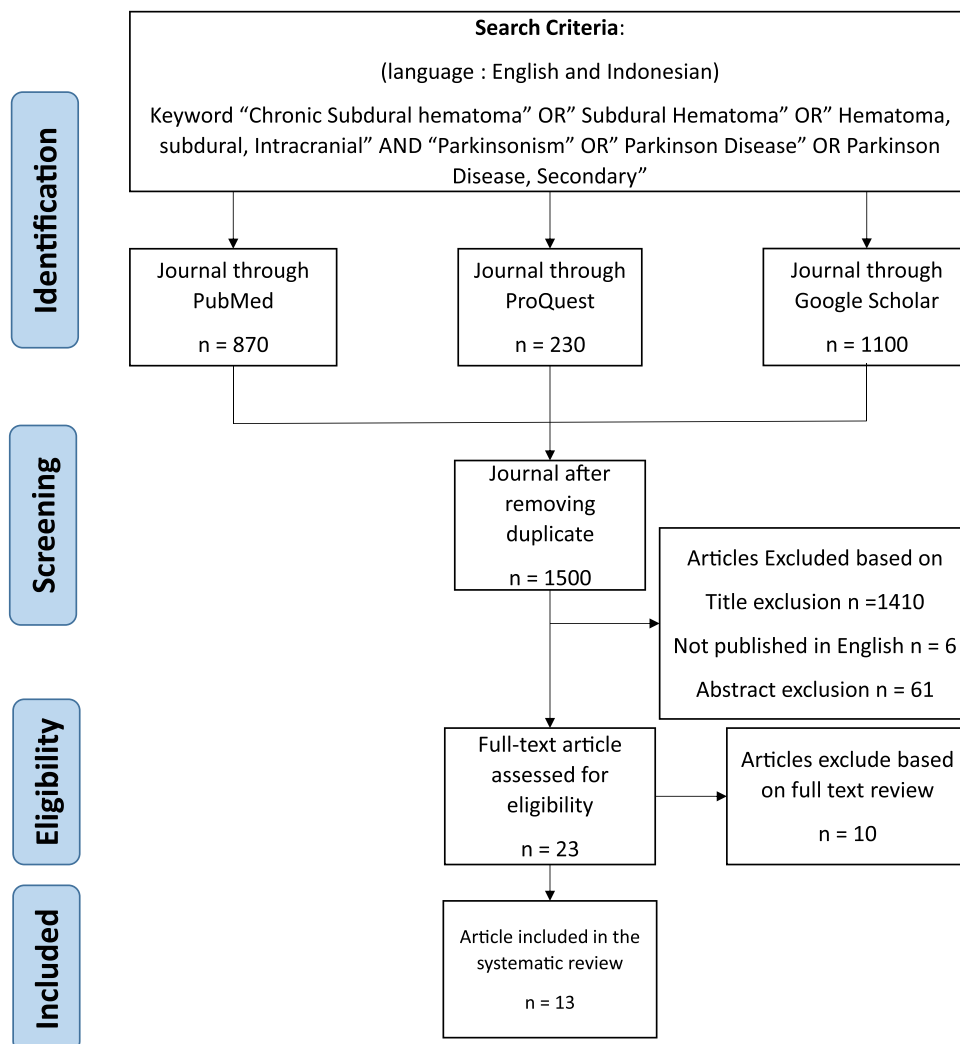 Search Criteria:
(language : English and Indonesian)
Keyword “Chronic Subdural hematoma” OR” Subdural Hematoma” OR” Hematoma,
subdural, Intracranial” AND “Parkinsonism” OR” Parkinson Disease” OR Parkinson
Disease, Secondary”
Identification
Journal through
PubMed
n = 870
Journal through
ProQuest
n = 230
Journal through
Google Scholar
n = 1100
Screening
Journal after
removing
duplicate
n = 1500
Articles Excluded based on
Title exclusion n =1410
Not published in English n = 6
Abstract exclusion n = 61
Eligibility
Full-text article
assessed for
eligibility
n = 23
Articles exclude based
on full text review
n = 10
Included
Article included in the
systematic review
n = 13